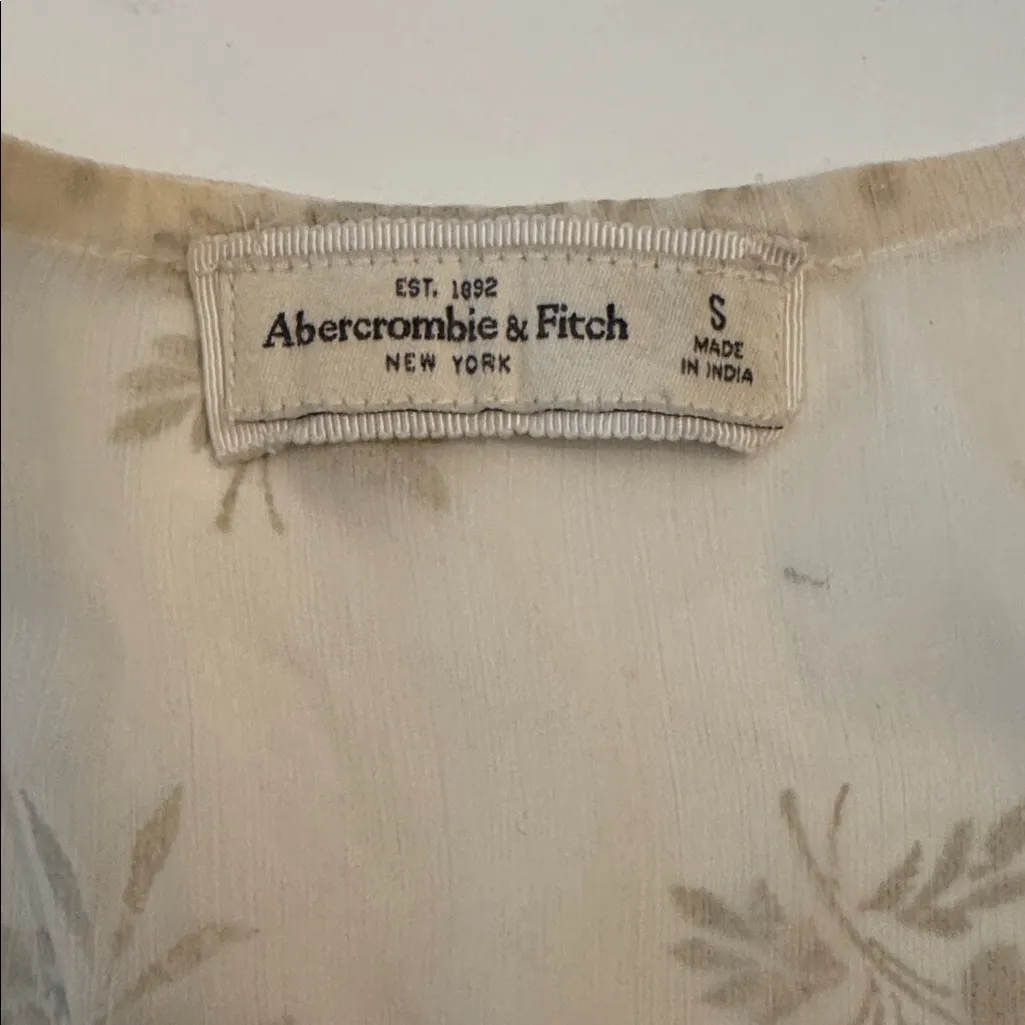 EST. 1892
Abercrombie & Fitch
NEW YORK
S
MADE
IN INDIA